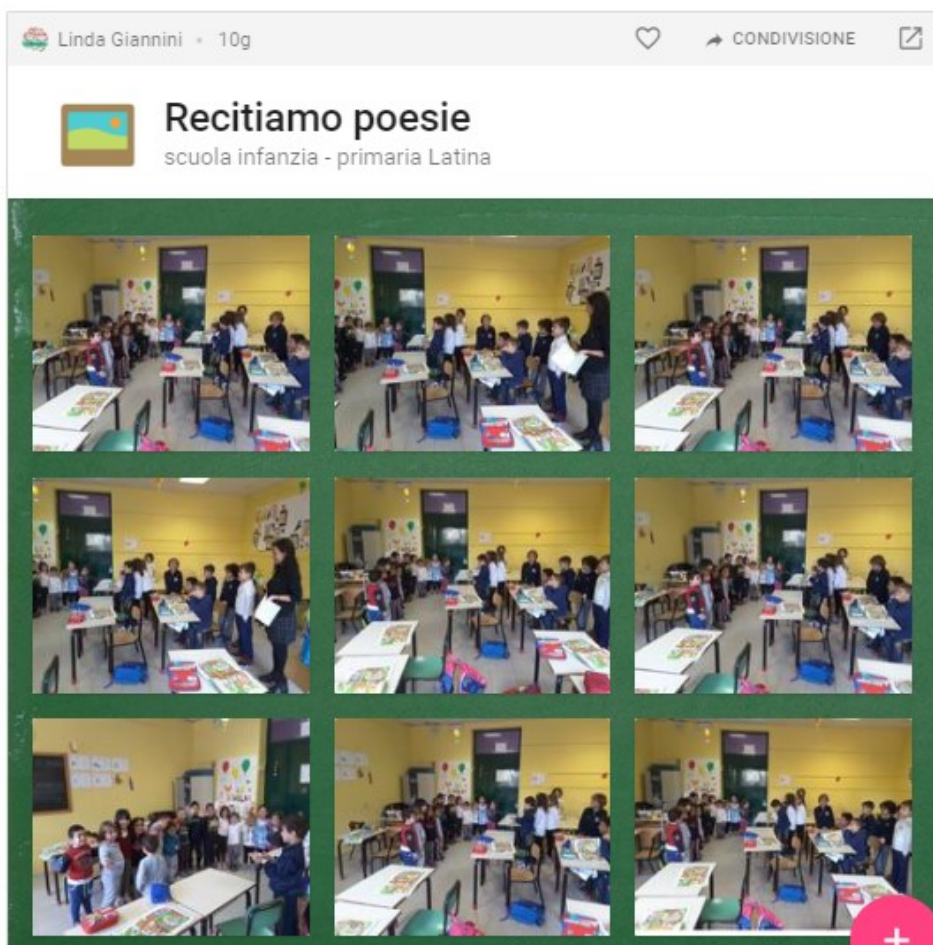 Linda Giannini • 10g
CONDIVISIONE
Recitiamo poesie
scuola infanzia - primaria Latina
+